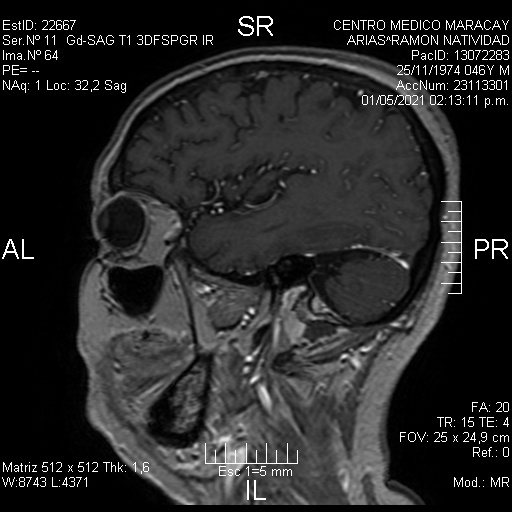 EstID: 22667
Ser.Nº 11 Gd-SAG T1 3DFSPGR IR
Ima.Nº 64
PE= --
NAq: 1 Loc: 32,2 Sag
SR
CENTRO MEDICO MARACAY
ARIAS^RAMON NATIVIDAD
PacID: 13072283
25/11/1974 046Y M
AccNum: 23113301
01/05/2021 02:13:11 p.m.
AL
PR
FA: 20
TR: 15 TE: 4
FOV: 25 x 24,9 cm
Ref.: 0
Matriz 512 x 512 Thk: 1,6
W:8743 L:4371
Esc 1=5 mm
IL
Mod.: MR